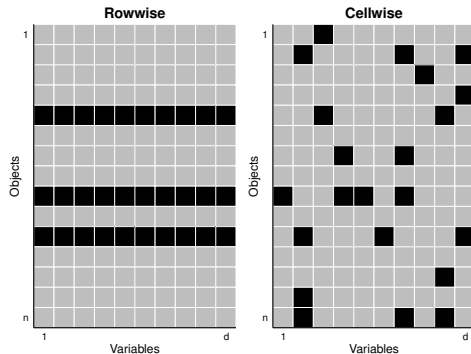 Rowwise
1
Objects
n
1
d
Variables
Cellwise
1
Objects
n
1
d
Variables